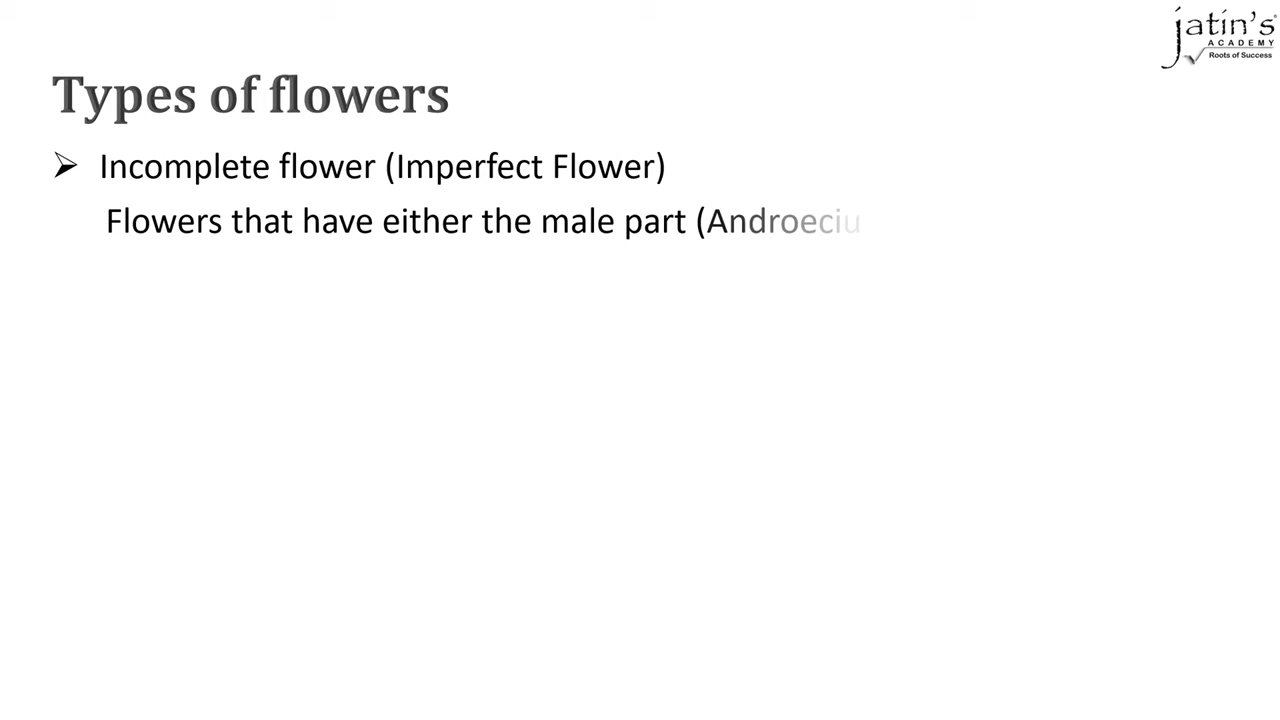 jatin's
ACADEMY
Roots of Success
Types of flowers
➢ Incomplete flower (Imperfect Flower)
Flowers that have either the male part (Androeciu